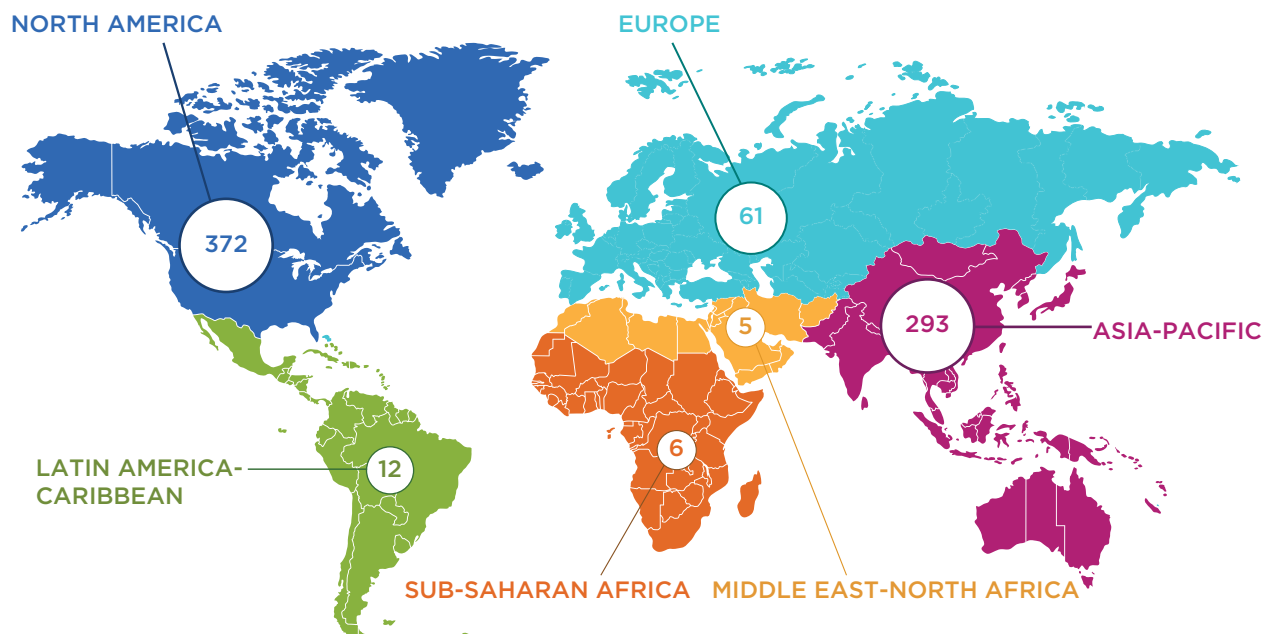 NORTH AMERICA
EUROPE
372
61
293
5
ASIA-PACIFIC
LATIN AMERICA-
CARIBBEAN
12
6
SUB-SAHARAN AFRICA
MIDDLE EAST-NORTH AFRICA